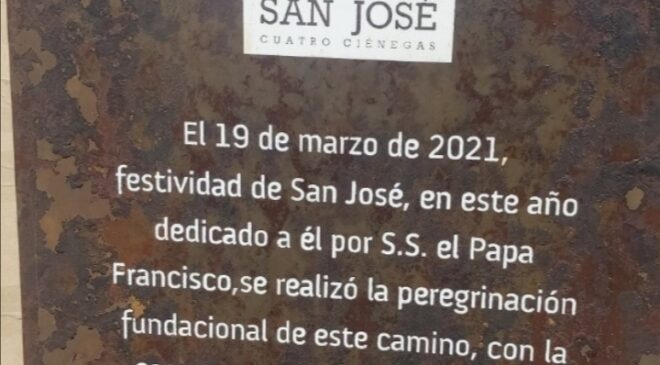 SAN JOSÉ
CUATRO CIÉNEGAS
El 19 de marzo de 2021,
festividad de San José, en este año
dedicado a él por S.S. el Papa
Francisco,se realizó la peregrinación
fundacional de este camino, con la